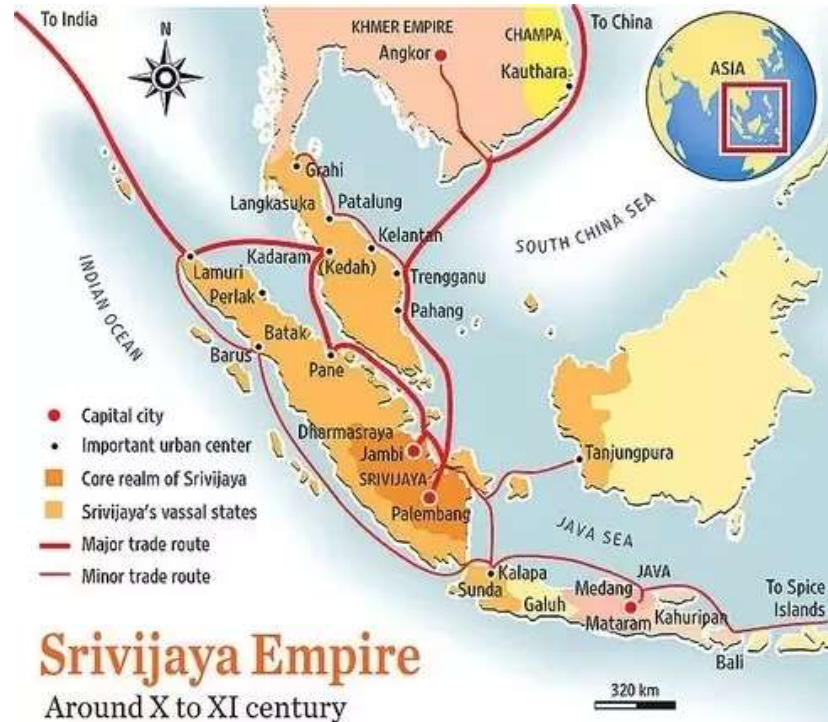 To India
N
KHMER EMPIRE
Angkor
CHAMPA
Kauthara
To China
ASIA
Grahi
Langkasuka
Patalung
Kelantan
Kadaram
(Kedah)
Trengganu
Pahang
SOUTH CHINA SEA
INDIAN OCEAN
Lamuri
Perlak
Batak
Barus
Pane
Capital city
Important urban center
Core realm of Srivijaya
Srivijaya's vassal states
Major trade route
Minor trade route
Dharmasraya
Jambi
SRIVIJAYA
Palembang
Tanjungpura
JAVA SEA
Kalapa
Sunda
Galuh
Medang
JAVA
Mataram
Kahuripan
Bali
To Spice
Islands
Srivijaya Empire
Around X to XI century
320 km